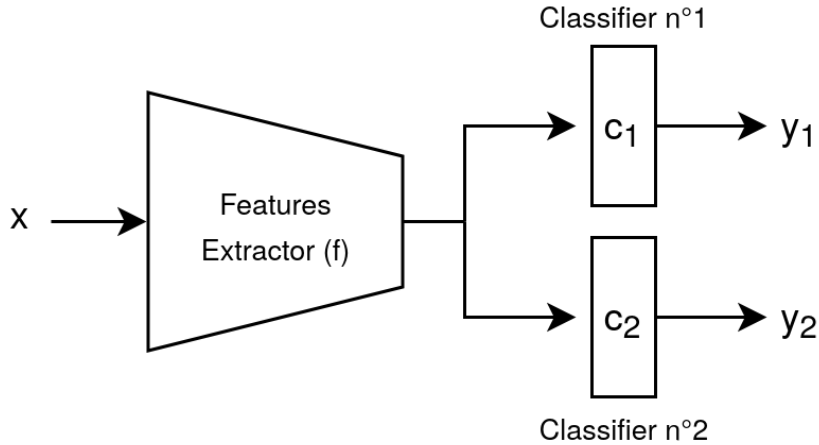 Classifier n°1
c₁
y₁
x
Features
Extractor (f)
c₂
y₂
Classifier n°2